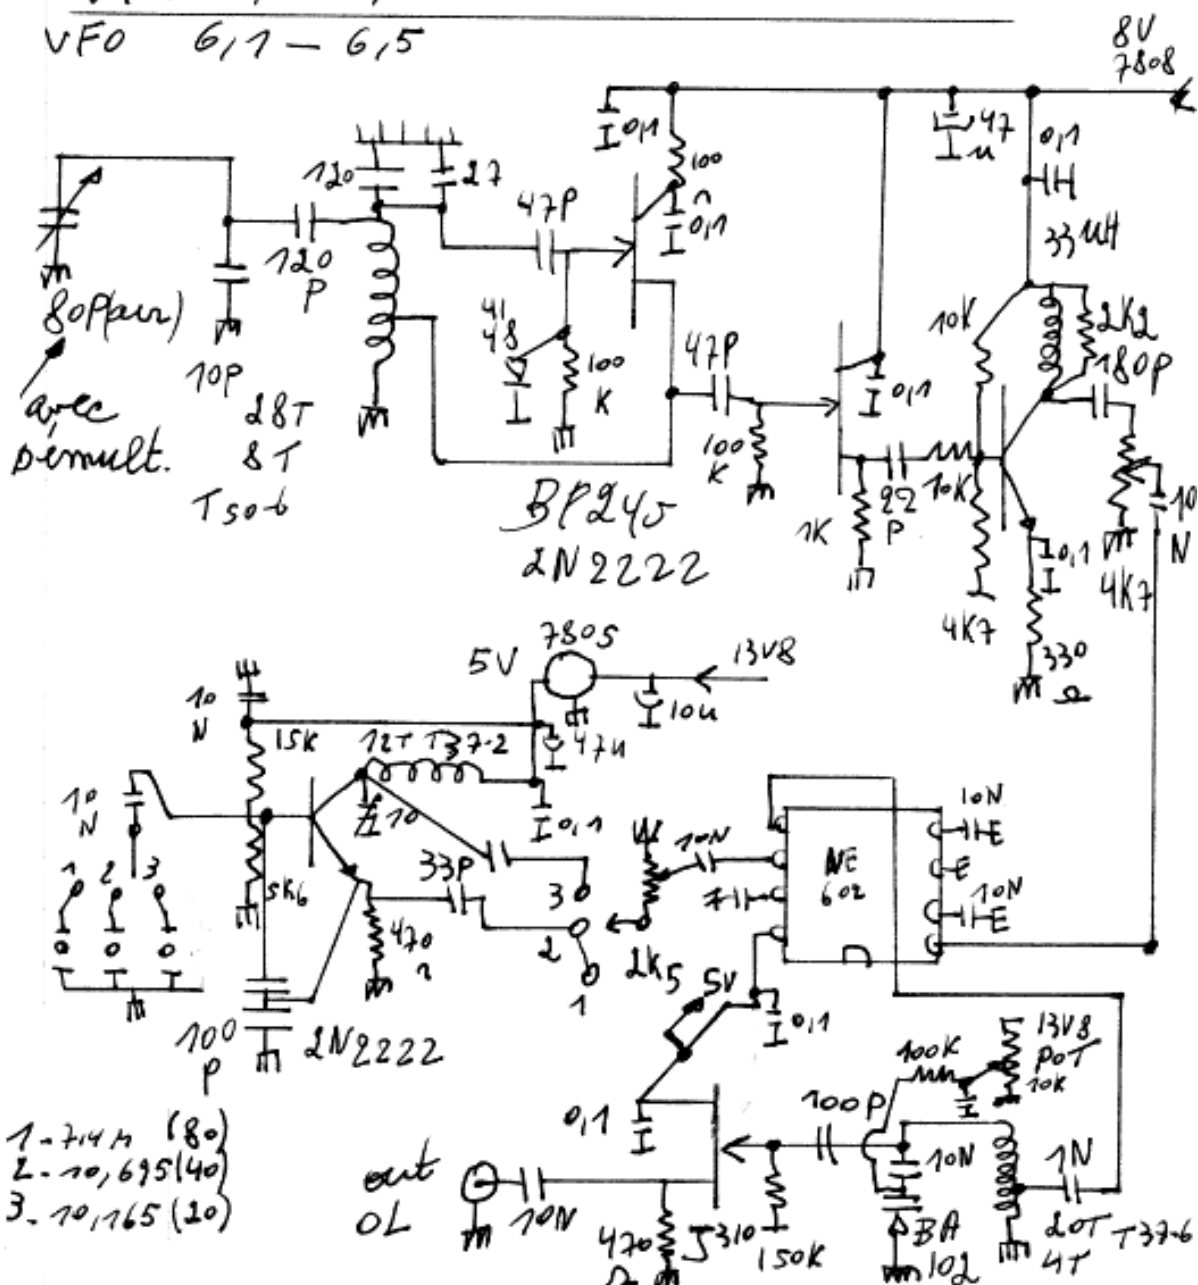 VFO 6,1 - 6,5
8V
7808
0,1
100
Ω
0,1
47
u
0,1
33uH
120
27
47P
120
P
80P(air)
10P
avec
Démult.
28T
8T
T50-6
41
48
100
K
47P
100
K
0,1
10K
2K2
180P
1K
22
P
10K
4K7
0,1
330
Ω
4K7
10
N
BF245
2N2222
7805
5V
13V8
10u
47u
10
N
15K
12T T37-2
10
0,1
10
N
1 2 3
5K6
33P
470
Ω
3
2
1
100
P
2N2222
10N
2K5
NE
602
10N
10N
5V
0,1
1-7,4M (80)
2-10,695(40)
3-10,165(20)
0,1
out
OL
10N
470
Ω
J310
150K
100P
100K
13V8
POT
10K
10N
BA
102
1N
20T T37-6
4T